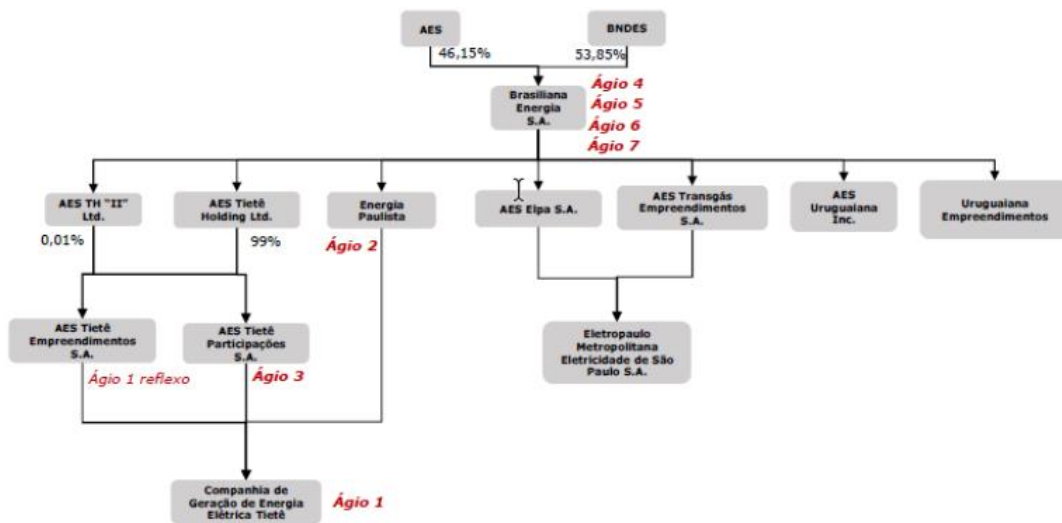 AES
BNDES
46,15%
53,85%
Brasiliana
Energia
S.A.
Ágio 4
Ágio 5
Ágio 6
Ágio 7
AES TH "II"
Ltd.
AES Tietê
Holding Ltd.
Energia
Paulista
AES Elpa S.A.
AES Transgás
Empreendimentos
S.A.
AES
Uruguaiana
Inc.
Uruguaiana
Empreendimentos
0,01%
99%
Ágio 2
AES Tietê
Empreendimentos
S.A.
AES Tietê
Participações
S.A.
Eletropaulo
Metropolitana
Eletricidade de São
Paulo S.A.
Ágio 1 reflexo
Ágio 3
Companhia de
Geração de Energia
Elétrica Tietê
Ágio 1